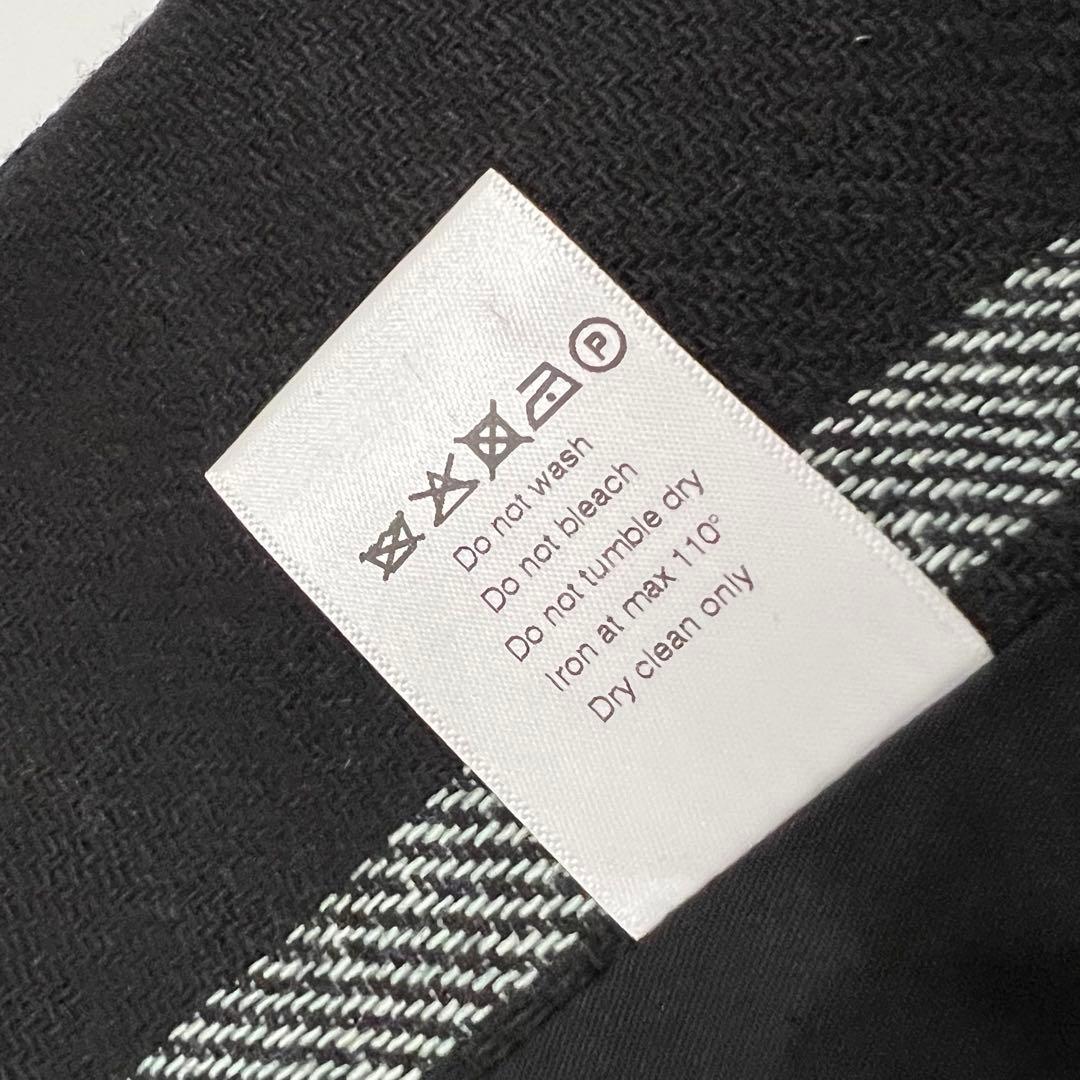 P
Do not wash
Do not bleach
Do not tumble dry
Iron at max 110°
Dry clean only